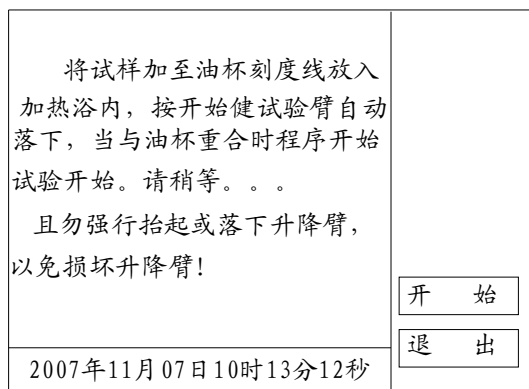 将试样加至油杯刻度线放入
加热浴内，按开始健试验臂自动
落下，当与油杯重合时程序开始
试验开始。请稍等。。。
且勿强行抬起或落下升降臂，
以免损坏升降臂!
开 始
退 出
2007年11月07日10时13分12秒